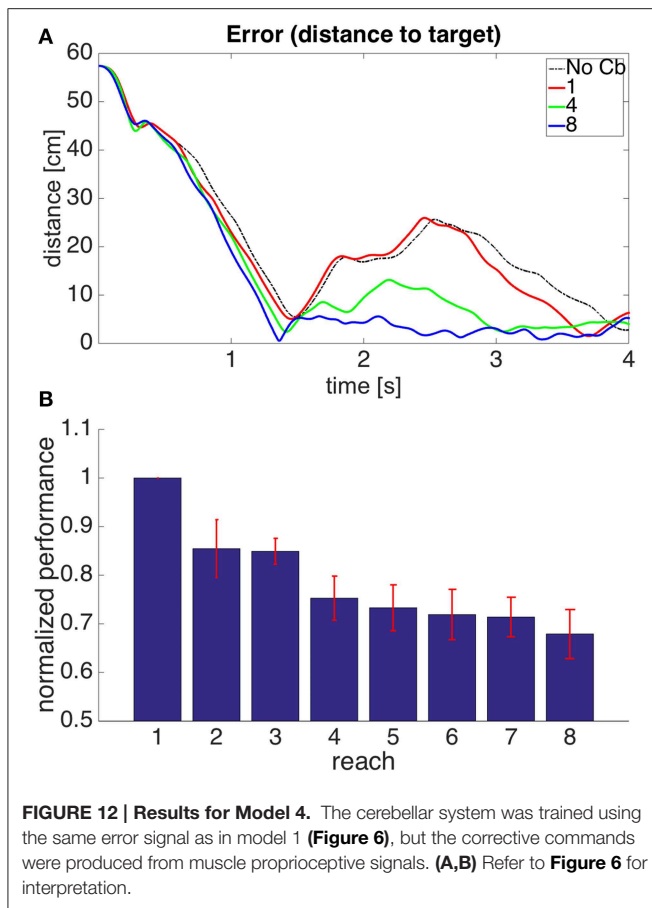 A
Error (distance to target)
60
50
40
30
20
10
0
distance [cm]
No Cb
1
4
8
1
2
3
4
time [s]
B
1.1
1
0.9
0.8
0.7
0.6
0.5
normalized performance
1
2
3
4
5
6
7
8
reach
FIGURE 12 | Results for Model 4. The cerebellar system was trained using
the same error signal as in model 1 (Figure 6), but the corrective commands
were produced from muscle proprioceptive signals. (A,B) Refer to Figure 6 for
interpretation.